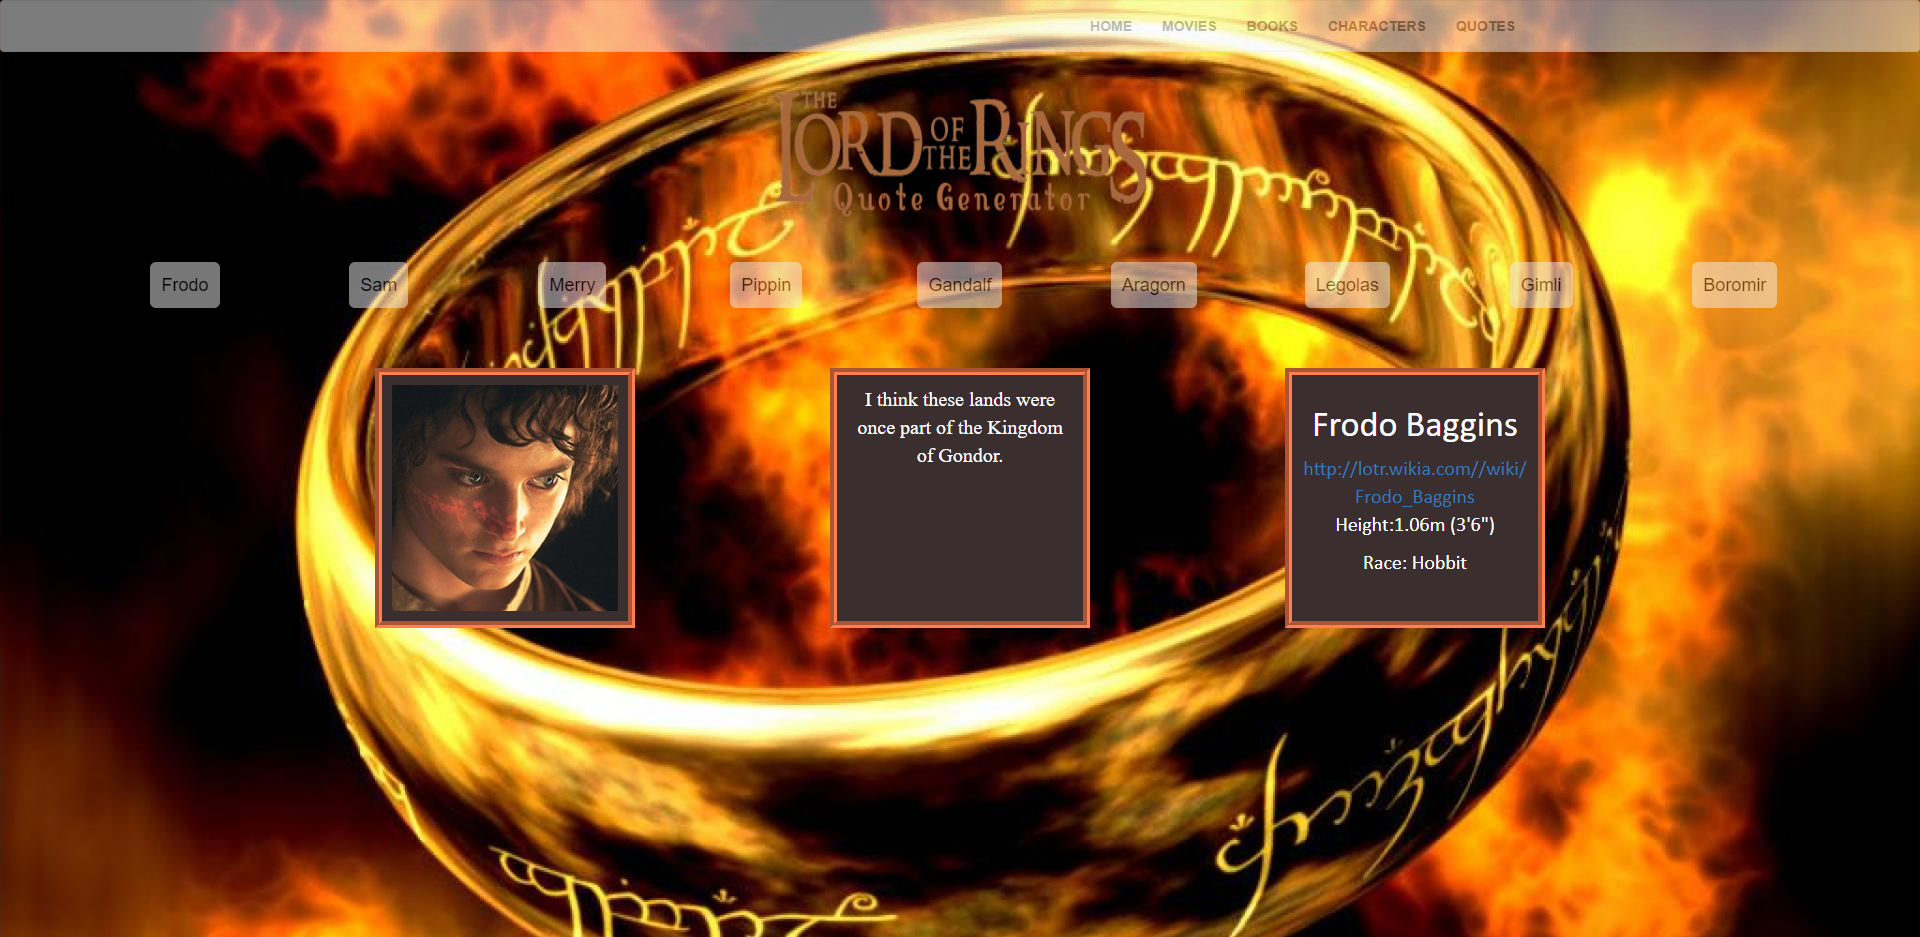 HOME MOVIES BOOKS CHARACTERS QUOTES
THE LORD OF THE RINGS
Quote Generator
Frodo Sam Merry Pippin Gandalf Aragorn Legolas Gimli Boromir
I think these lands were
once part of the Kingdom
of Gondor.
Frodo Baggins
http://lotr.wikia.com//wiki/
Frodo_Baggins
Height:1.06m (3'6")
Race: Hobbit